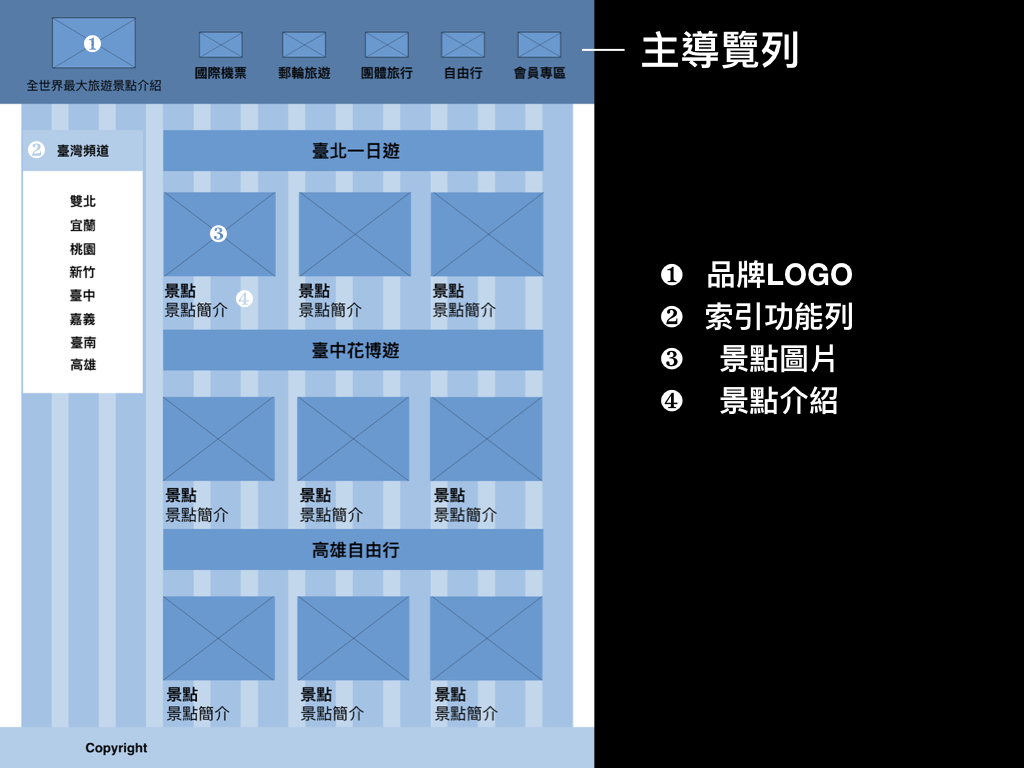 ❶
全世界最大旅遊景點介紹
國際機票 郵輪旅遊 團體旅行 自由行 會員專區
主導覽列
❷ 臺灣頻道
雙北
宜蘭
桃園
新竹
臺中
嘉義
臺南
高雄
臺北一日遊
❸
景點 景點 景點
景點簡介 ❹ 景點簡介 景點簡介
臺中花博遊
景點 景點 景點
景點簡介 景點簡介 景點簡介
高雄自由行
景點 景點 景點
景點簡介 景點簡介 景點簡介
Copyright
❶ 品牌LOGO
❷ 索引功能列
❸ 景點圖片
❹ 景點介紹